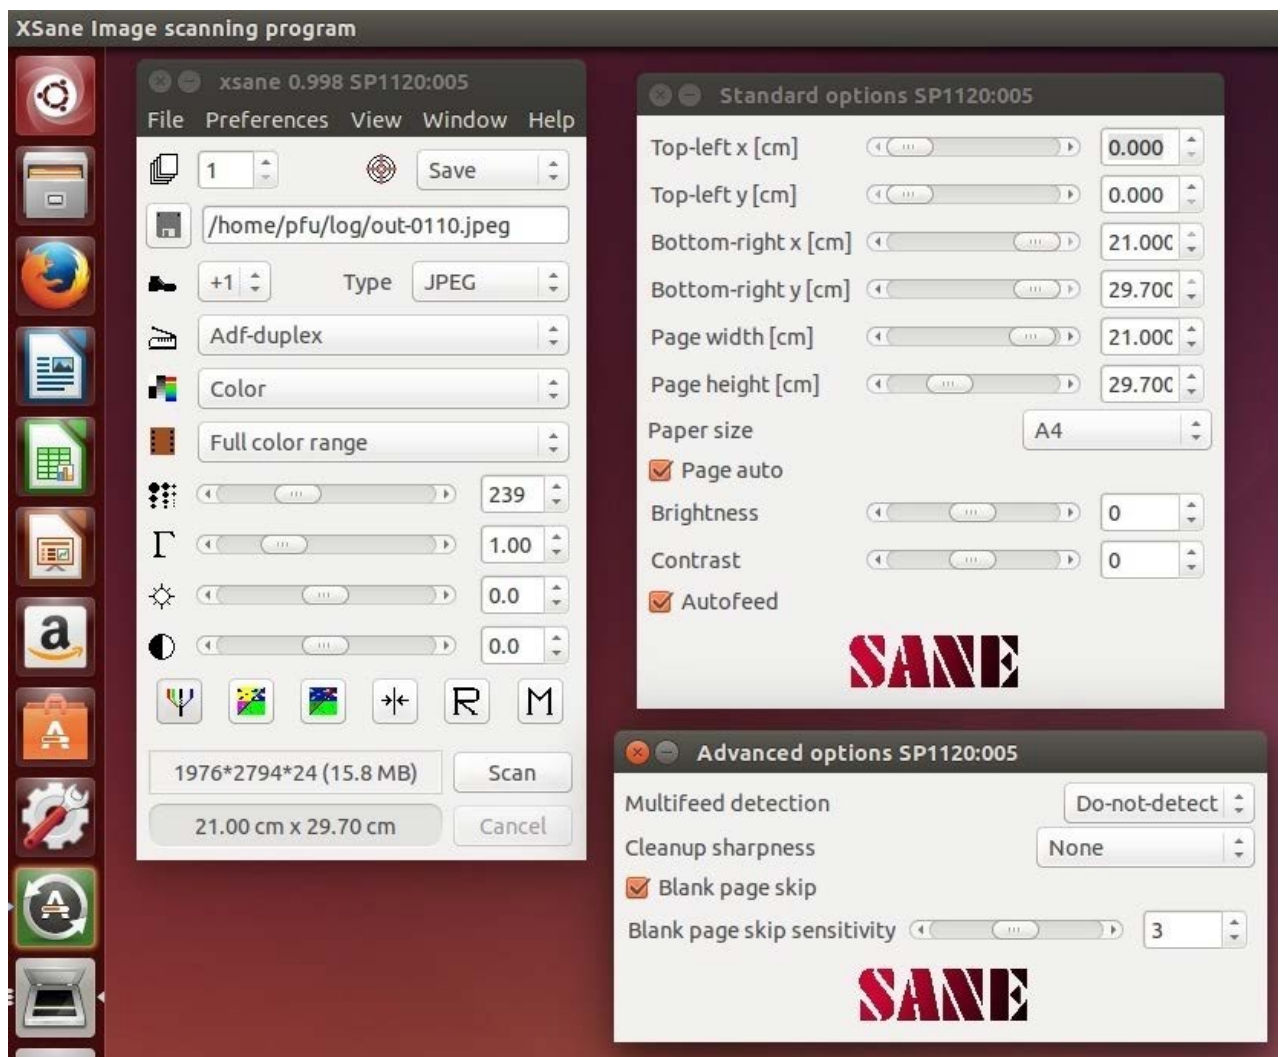 XSane Image scanning program
xsane 0.998 SP1120:005
File Preferences View Window Help
1 Save
/home/pfu/log/out-0110.jpeg
+1 Type JPEG
Adf-duplex
Color
Full color range
239
Γ 1.00
0.0
0.0
R M
1976*2794*24 (15.8 MB) Scan
21.00 cm x 29.70 cm Cancel
Standard options SP1120:005
Top-left x [cm] 0.000
Top-left y [cm] 0.000
Bottom-right x [cm] 21.000
Bottom-right y [cm] 29.700
Page width [cm] 21.000
Page height [cm] 29.700
Paper size A4
Page auto
Brightness 0
Contrast 0
Autofeed
SANE
Advanced options SP1120:005
Multifeed detection Do-not-detect
Cleanup sharpness None
Blank page skip
Blank page skip sensitivity 3
SANE
a